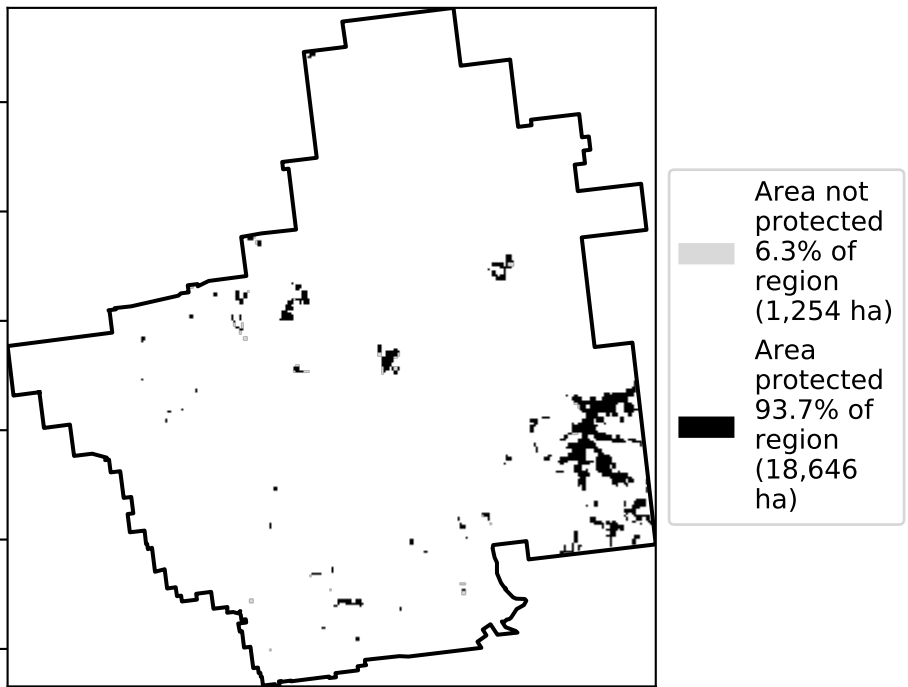 Area not
protected
6.3% of
region
(1,254 ha)
Area
protected
93.7% of
region
(18,646
ha)